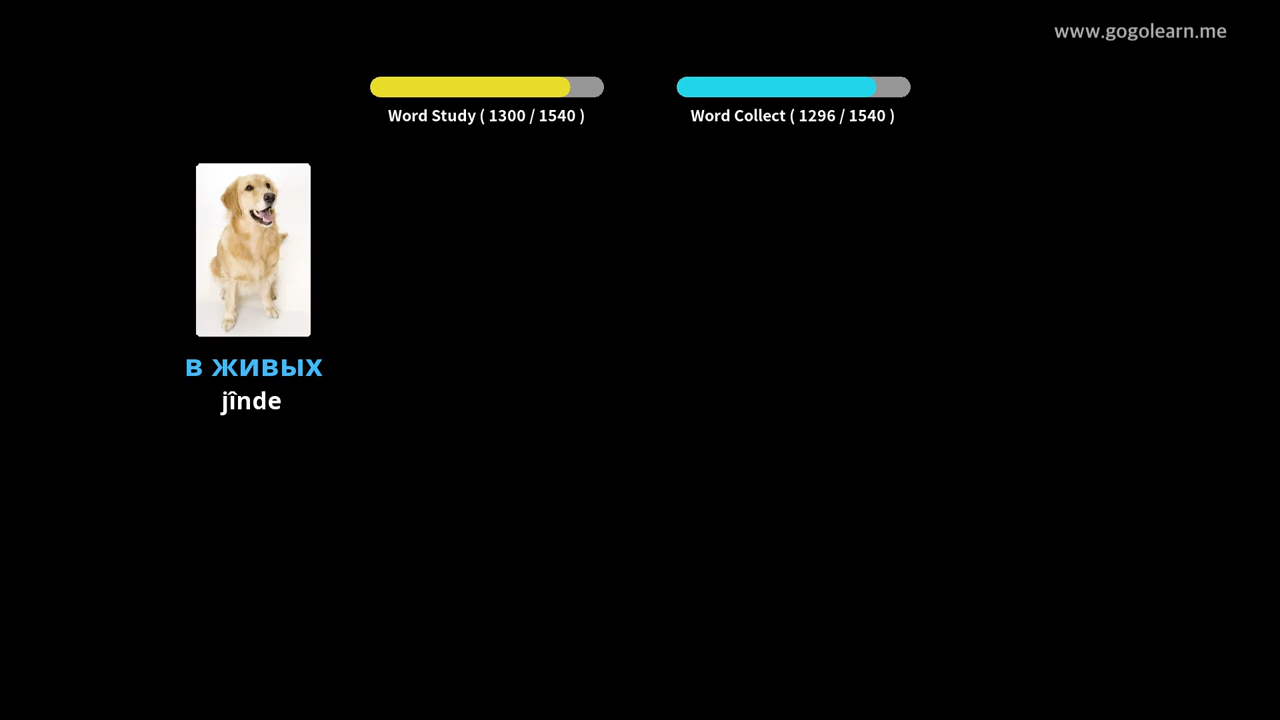 www.gogolearn.me
Word Study ( 1300 / 1540 )
Word Collect ( 1296 / 1540 )
в живых
jînde